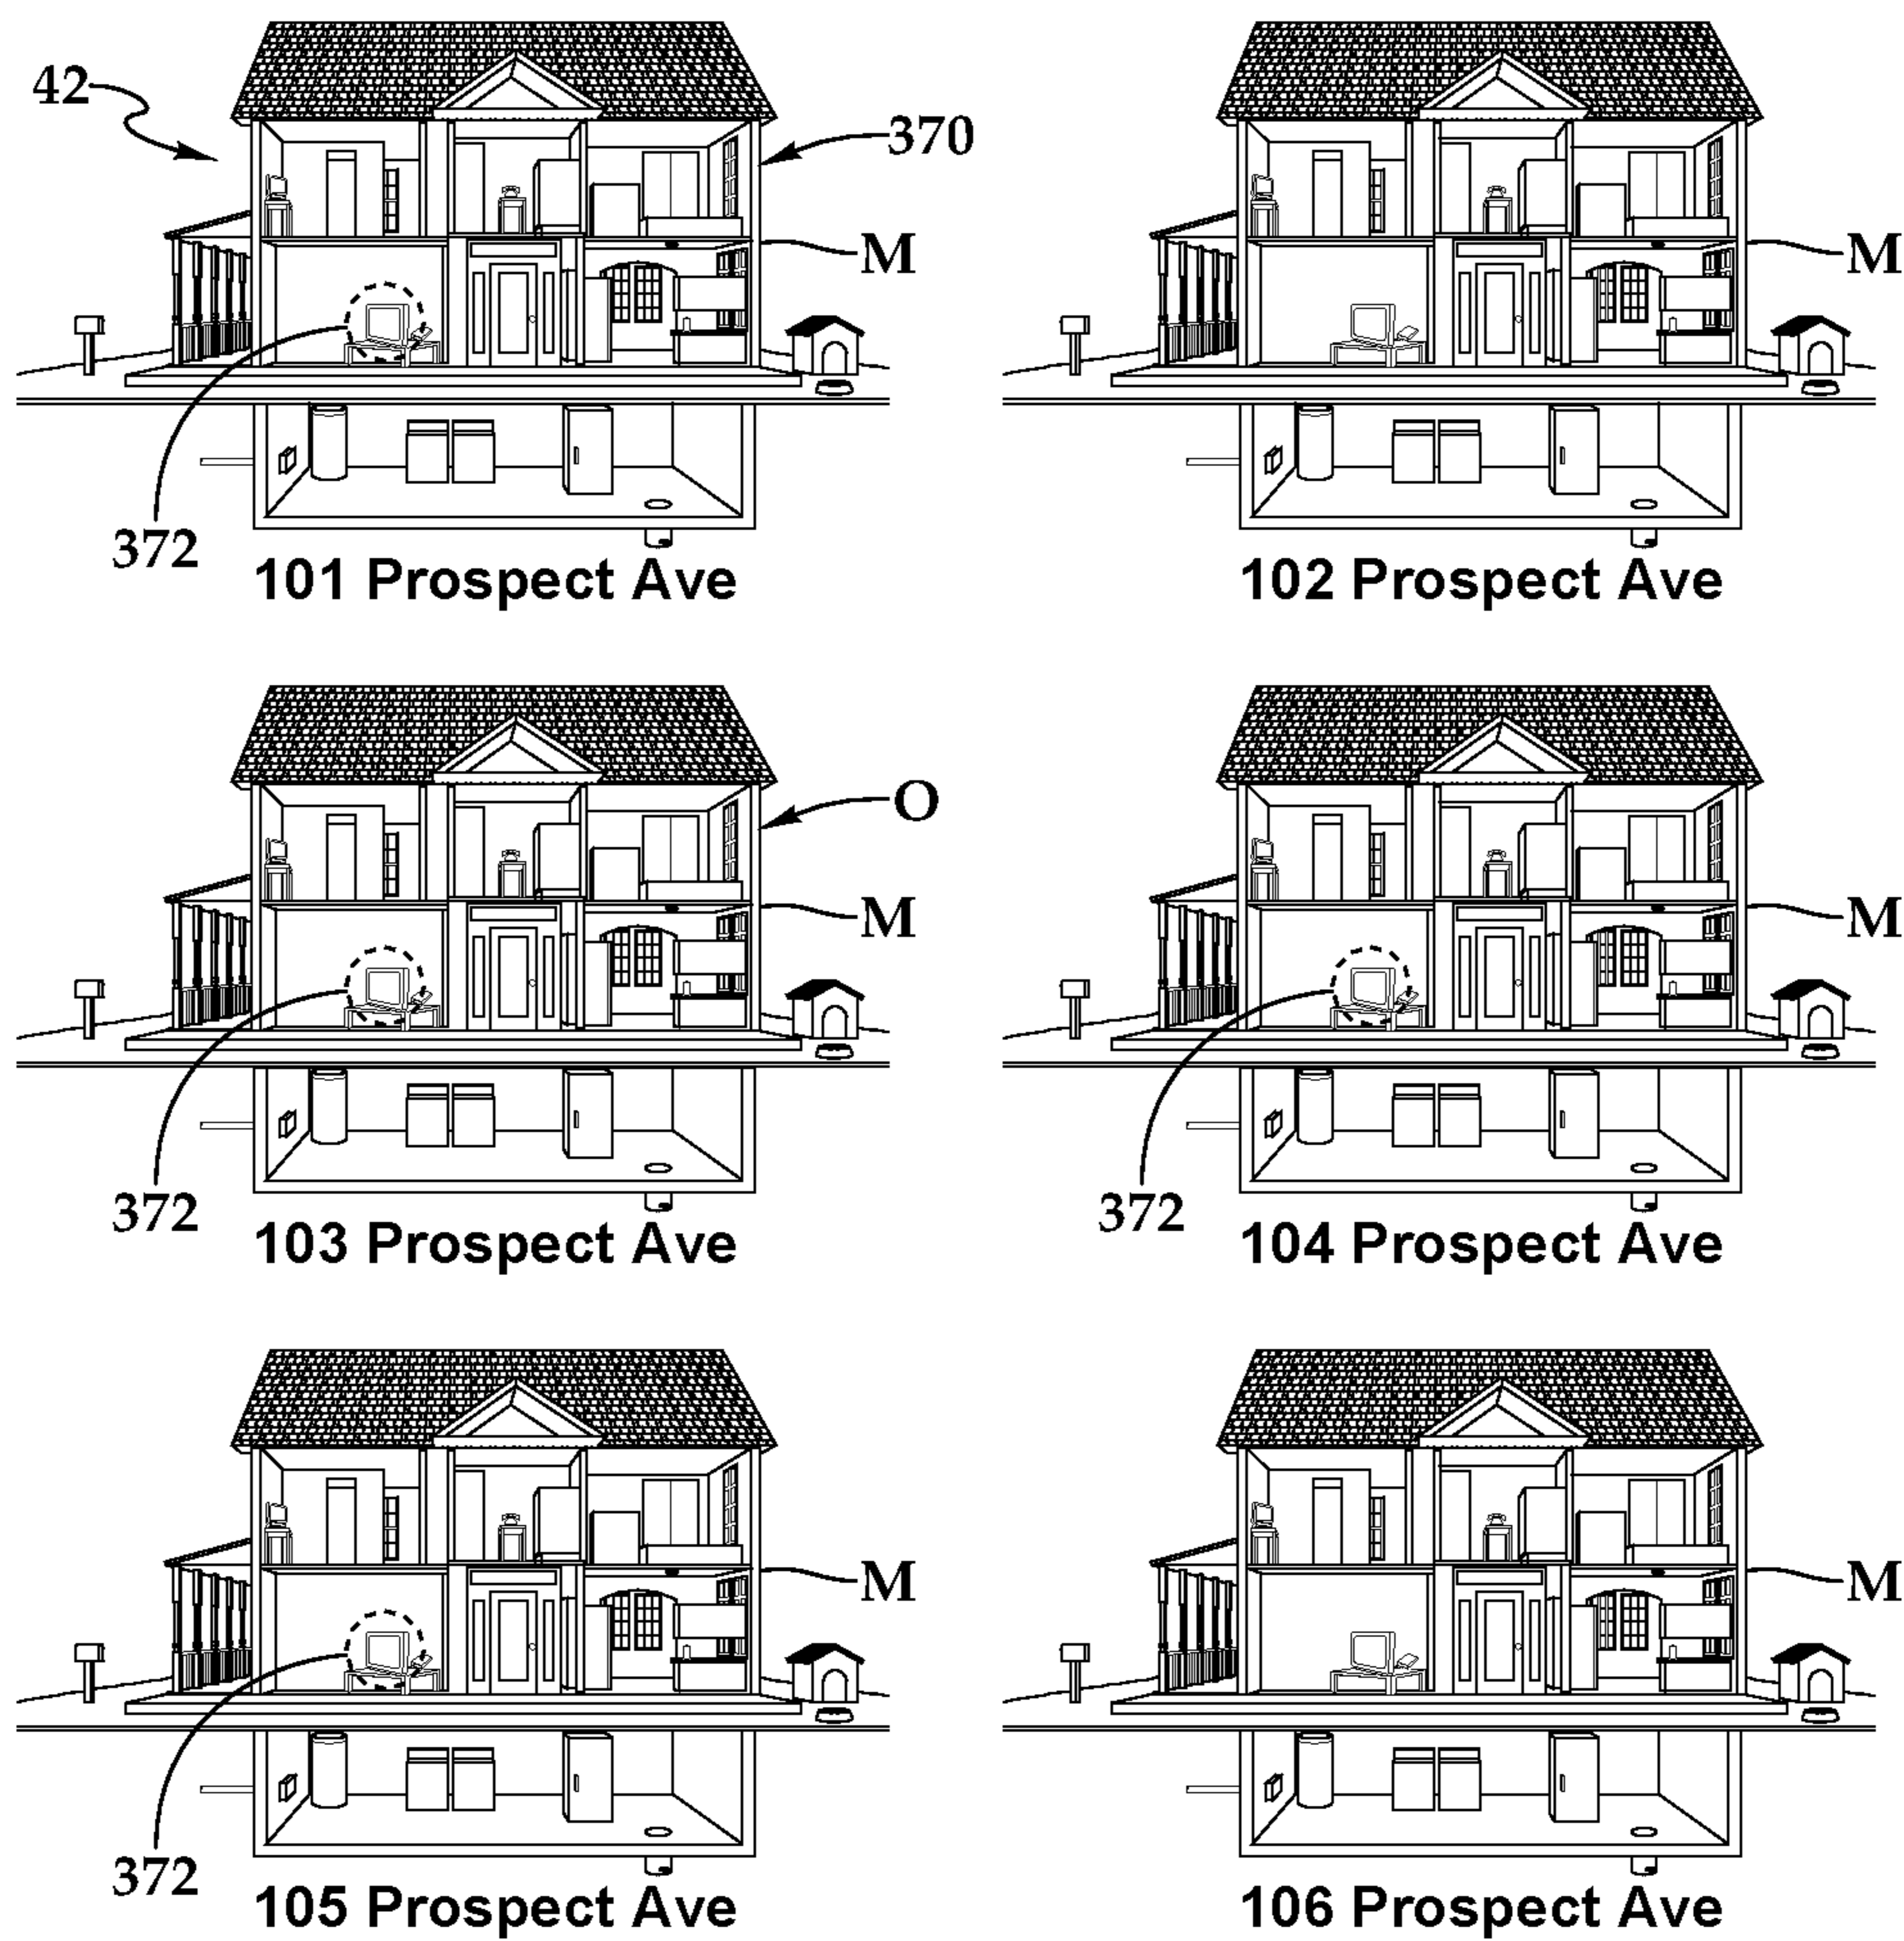 42
370
M
M
372
101 Prospect Ave
102 Prospect Ave
O
M
M
372
372
103 Prospect Ave
104 Prospect Ave
M
M
372
105 Prospect Ave
106 Prospect Ave